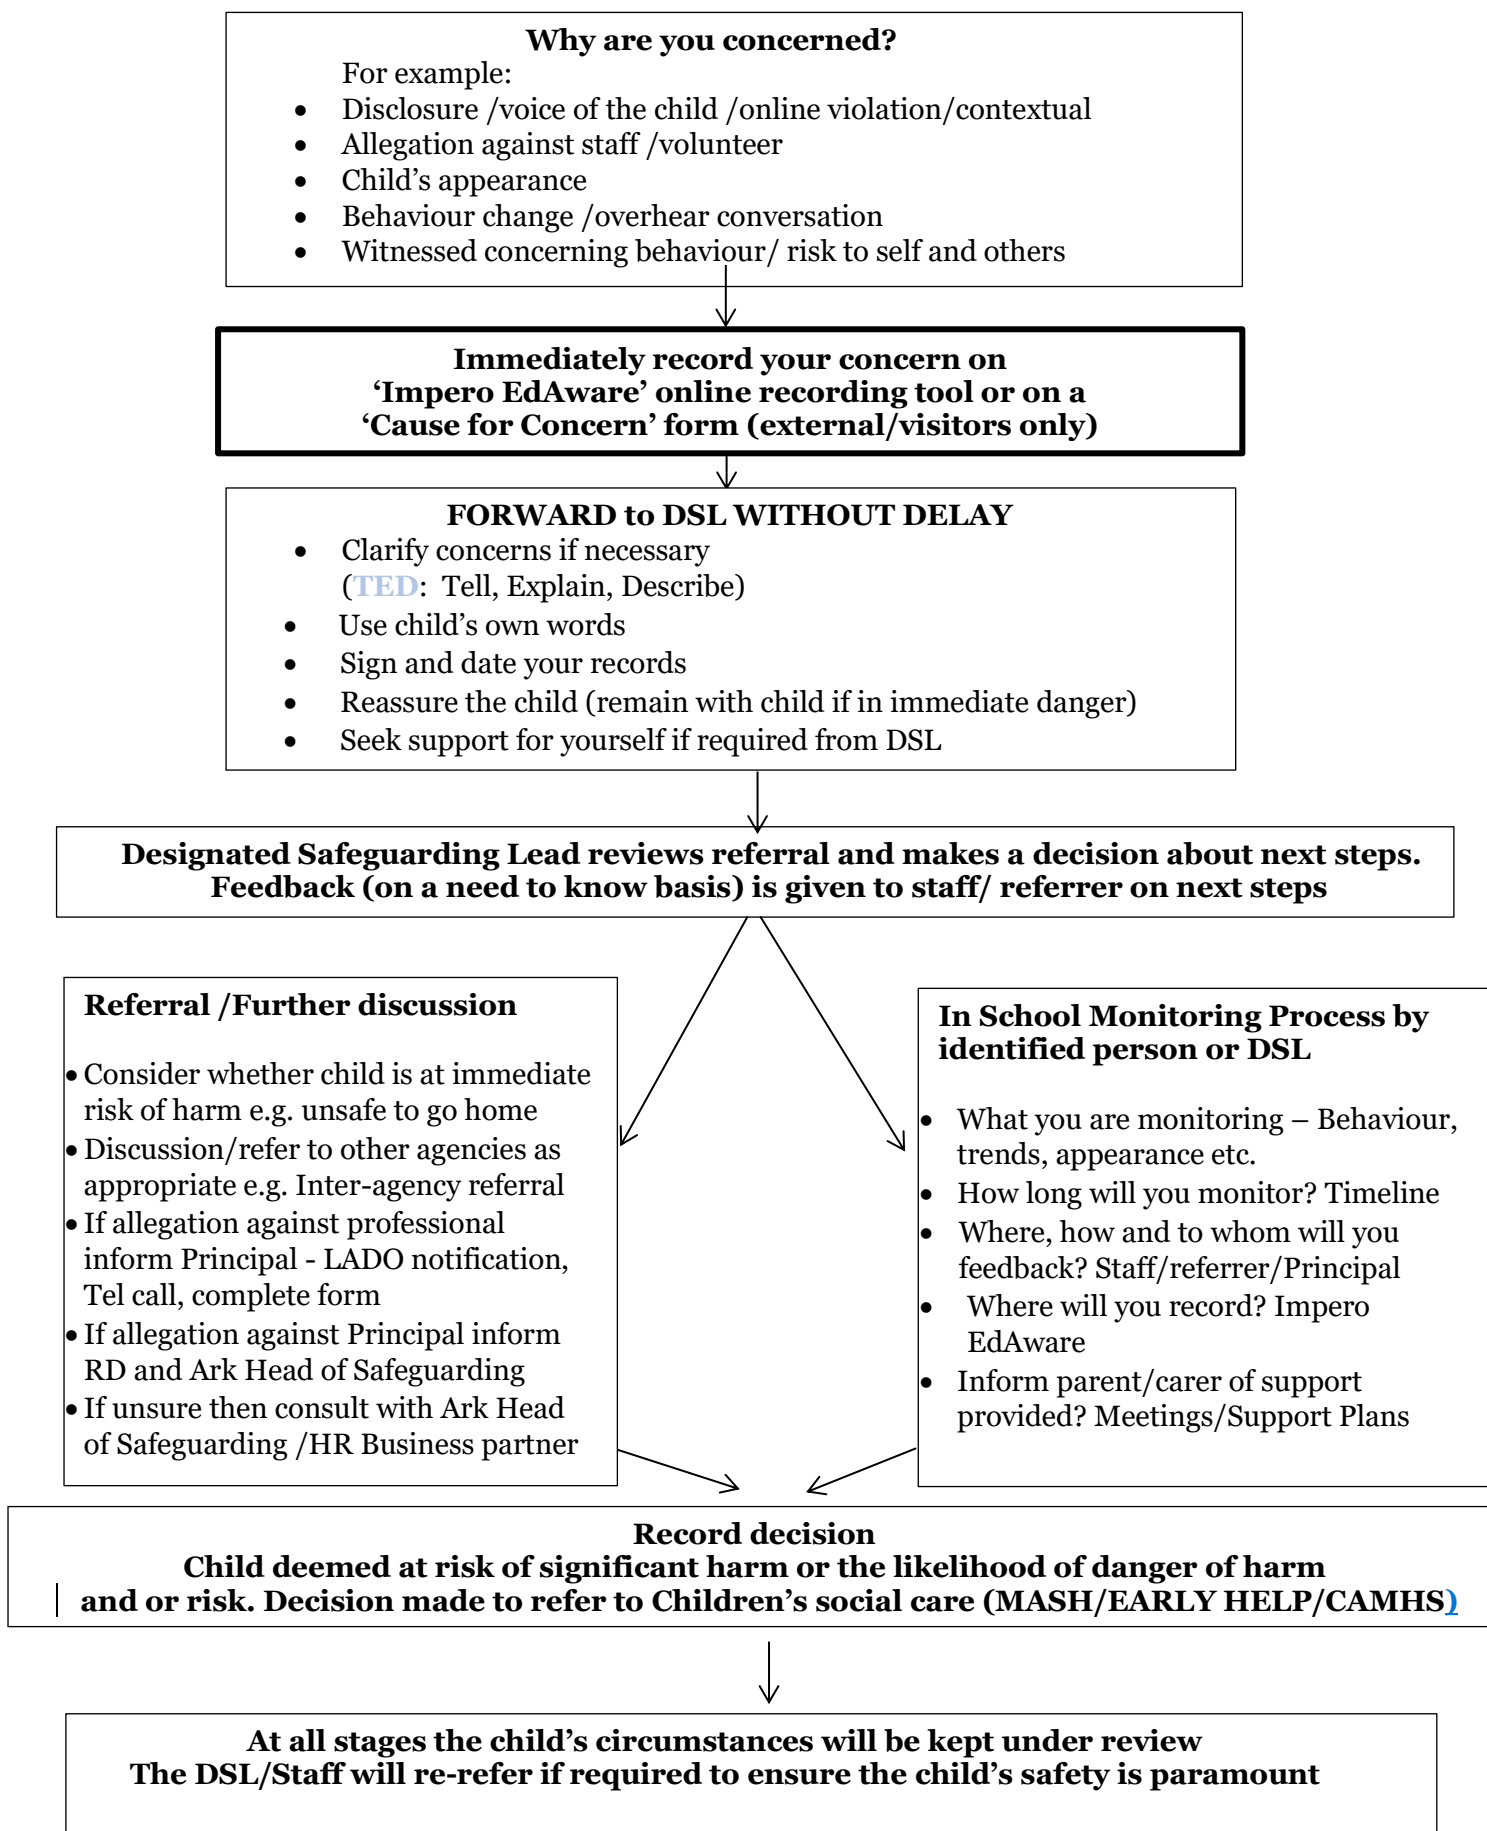 Why are you concerned?
For example:
• Disclosure /voice of the child /online violation/contextual
• Allegation against staff /volunteer
• Child’s appearance
• Behaviour change /overhear conversation
• Witnessed concerning behaviour/ risk to self and others
Immediately record your concern on
‘Impero EdAware’ online recording tool or on a
‘Cause for Concern’ form (external/visitors only)
FORWARD to DSL WITHOUT DELAY
• Clarify concerns if necessary
(TED: Tell, Explain, Describe)
• Use child’s own words
• Sign and date your records
• Reassure the child (remain with child if in immediate danger)
• Seek support for yourself if required from DSL
Designated Safeguarding Lead reviews referral and makes a decision about next steps.
Feedback (on a need to know basis) is given to staff/ referrer on next steps
Referral /Further discussion
• Consider whether child is at immediate
risk of harm e.g. unsafe to go home
• Discussion/refer to other agencies as
appropriate e.g. Inter-agency referral
• If allegation against professional
inform Principal - LADO notification,
Tel call, complete form
• If allegation against Principal inform
RD and Ark Head of Safeguarding
• If unsure then consult with Ark Head
of Safeguarding /HR Business partner
In School Monitoring Process by
identified person or DSL
• What you are monitoring – Behaviour,
trends, appearance etc.
• How long will you monitor? Timeline
• Where, how and to whom will you
feedback? Staff/referrer/Principal
• Where will you record? Impero
EdAware
• Inform parent/carer of support
provided? Meetings/Support Plans
Record decision
Child deemed at risk of significant harm or the likelihood of danger of harm
and or risk. Decision made to refer to Children’s social care (MASH/EARLY HELP/CAMHS)
At all stages the child’s circumstances will be kept under review
The DSL/Staff will re-refer if required to ensure the child’s safety is paramount